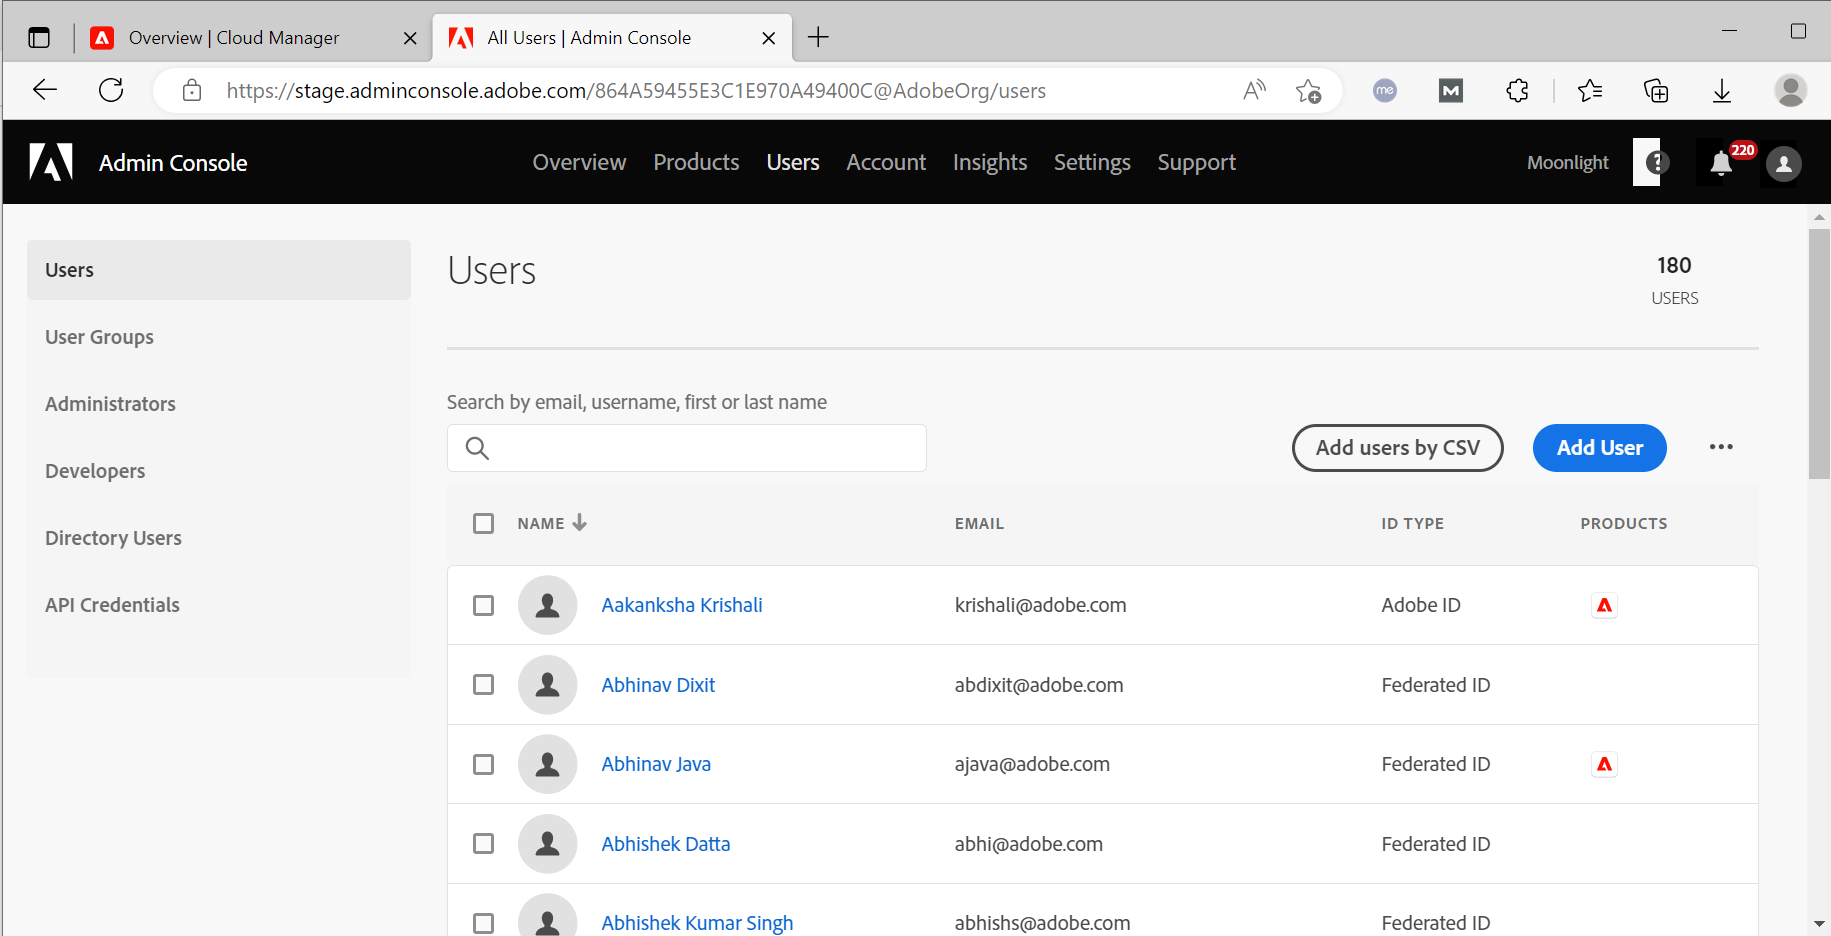 Overview | Cloud Manager
All Users | Admin Console
https://stage.adminconsole.adobe.com/864A59455E3C1E970A49400C@AdobeOrg/users
me
M
Admin Console
Overview Products Users Account Insights Settings Support
Moonlight
?
220
Users
User Groups
Administrators
Developers
Directory Users
API Credentials
Users
180
USERS
Search by email, username, first or last name
Add users by CSV
Add User
NAME EMAIL ID TYPE PRODUCTS
Aakanksha Krishali krishali@adobe.com Adobe ID
Abhinav Dixit abdixit@adobe.com Federated ID
Abhinav Java ajava@adobe.com Federated ID
Abhishek Datta abhi@adobe.com Federated ID
Abhishek Kumar Singh abhishs@adobe.com Federated ID